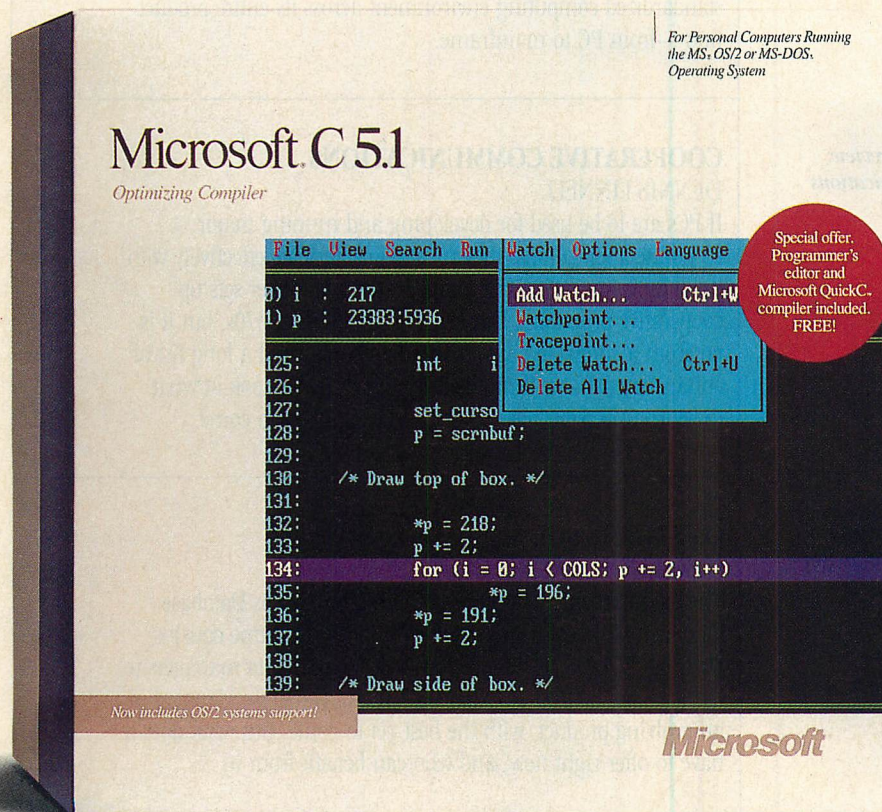 For Personal Computers Running
the MS® OS/2 or MS-DOS®
Operating System
Microsoft® C 5.1
Optimizing Compiler
File View Search Run Watch Options Language
0) i : 217
1) p : 23383:5936
Add Watch... Ctrl+W
Watchpoint...
Tracepoint...
Delete Watch... Ctrl+U
Delete All Watch
Special offer.
Programmer's
editor and
Microsoft QuickC™
compiler included.
FREE!
125: int i
126:
127: set_curso
128: p = scrnbuf;
129:
130: /* Draw top of box. */
131:
132: *p = 218;
133: p += 2;
134: for (i = 0; i < COLS; p += 2, i++)
135: *p = 196;
136: *p = 191;
137: p += 2;
138:
139: /* Draw side of box. */
Now includes OS/2 systems support!
Microsoft